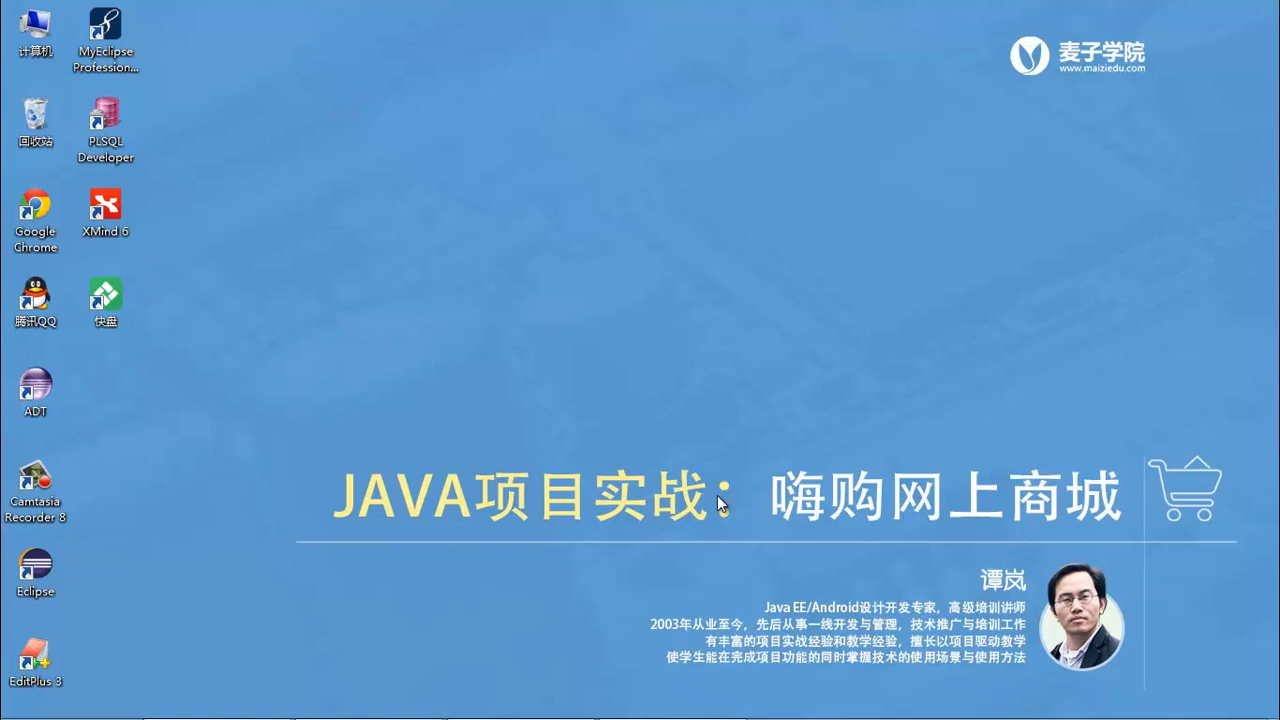 计算机
MyEclipse
Profession...
回收站
PLSQL
Developer
Google
Chrome
XMind 6
腾讯QQ
快盘
ADT
Camtasia
Recorder 8
Eclipse
EditPlus 3
麦子学院
www.maiziedu.com
JAVA项目实战：嗨购网上商城
谭岚
Java EE/Android设计开发专家，高级培训讲师
2003年从业至今，先后从事一线开发与管理，技术推广与培训工作
有丰富的项目实战经验和教学经验，擅长以项目驱动教学
使学生能在完成项目功能的同时掌握技术的使用场景与使用方法